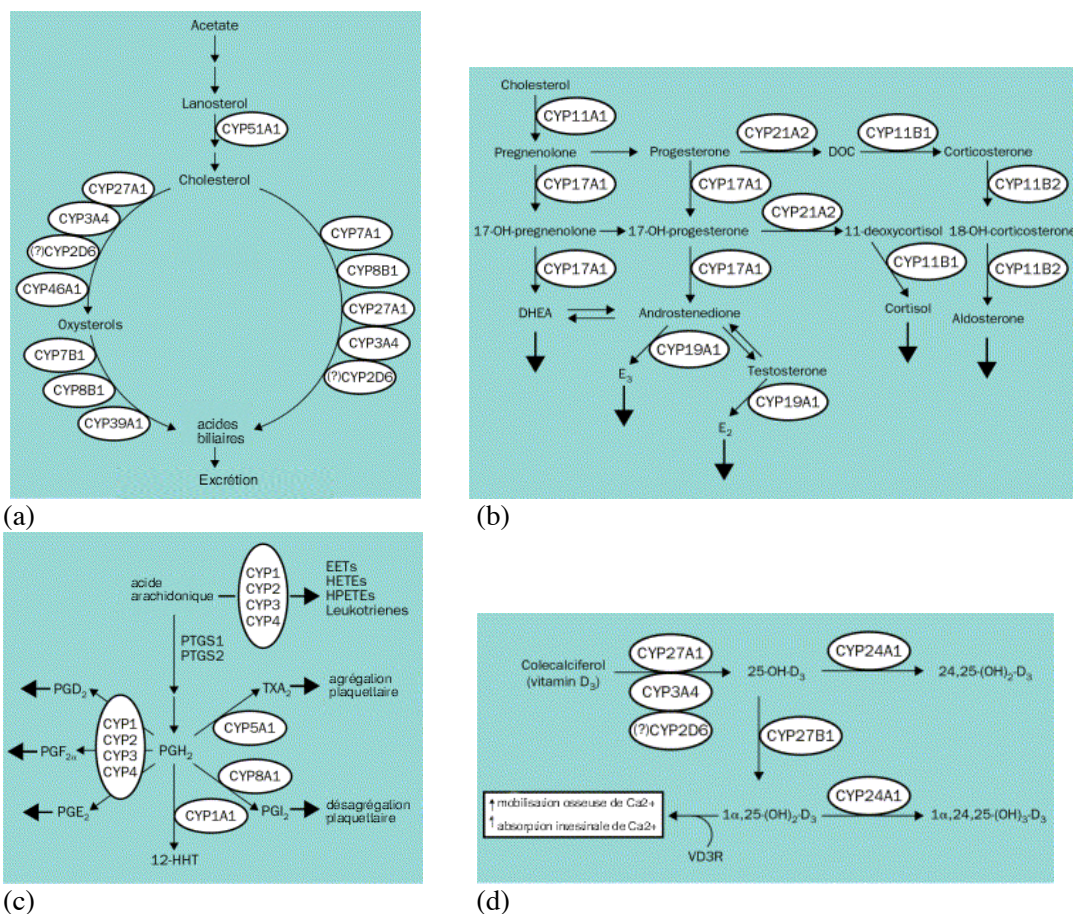 Acetate
Lanosterol
CYP51A1
Cholesterol
CYP27A1
CYP3A4
(?)CYP2D6
CYP46A1
Oxysterols
CYP7B1
CYP8B1
CYP39A1
CYP7A1
CYP8B1
CYP27A1
CYP3A4
(?)CYP2D6
acides
biliaires
Excrétion
(a)
Cholesterol
CYP11A1
CYP21A2
CYP11B1
Pregnenolone
Progesterone
DOC
Corticosterone
CYP17A1
CYP17A1
CYP21A2
CYP11B2
17-OH-pregnenolone
17-OH-progesterone
11-deoxycortisol
18-OH-corticosterone
CYP17A1
CYP17A1
CYP11B1
CYP11B2
DHEA
Androstenedione
Cortisol
Aldosterone
CYP19A1
E₃
Testosterone
CYP19A1
E₂
(b)
acide
arachidonique
CYP1
CYP2
CYP3
CYP4
EETs
HETEs
HPETEs
Leukotrienes
PTGS1
PTGS2
PGD₂
TXA₂
agrégation
plaquellaire
CYP1
CYP2
CYP3
CYP4
CYP5A1
PGF₂α
PGH₂
CYP8A1
PGE₂
CYP1A1
PGI₂
désagrégation
plaquellaire
12-HHT
(c)
Colecalciferol
(vitamin D₃)
CYP27A1
CYP3A4
(?)CYP2D6
25-OH-D₃
CYP24A1
24,25-(OH)₂-D₃
CYP27B1
CYP24A1
↑ mobilisation osseuse de Ca2+
↑ absorption intesinale de Ca2+
1α,25-(OH)₂-D₃
1α,24,25-(OH)₃-D₃
VD3R
(d)